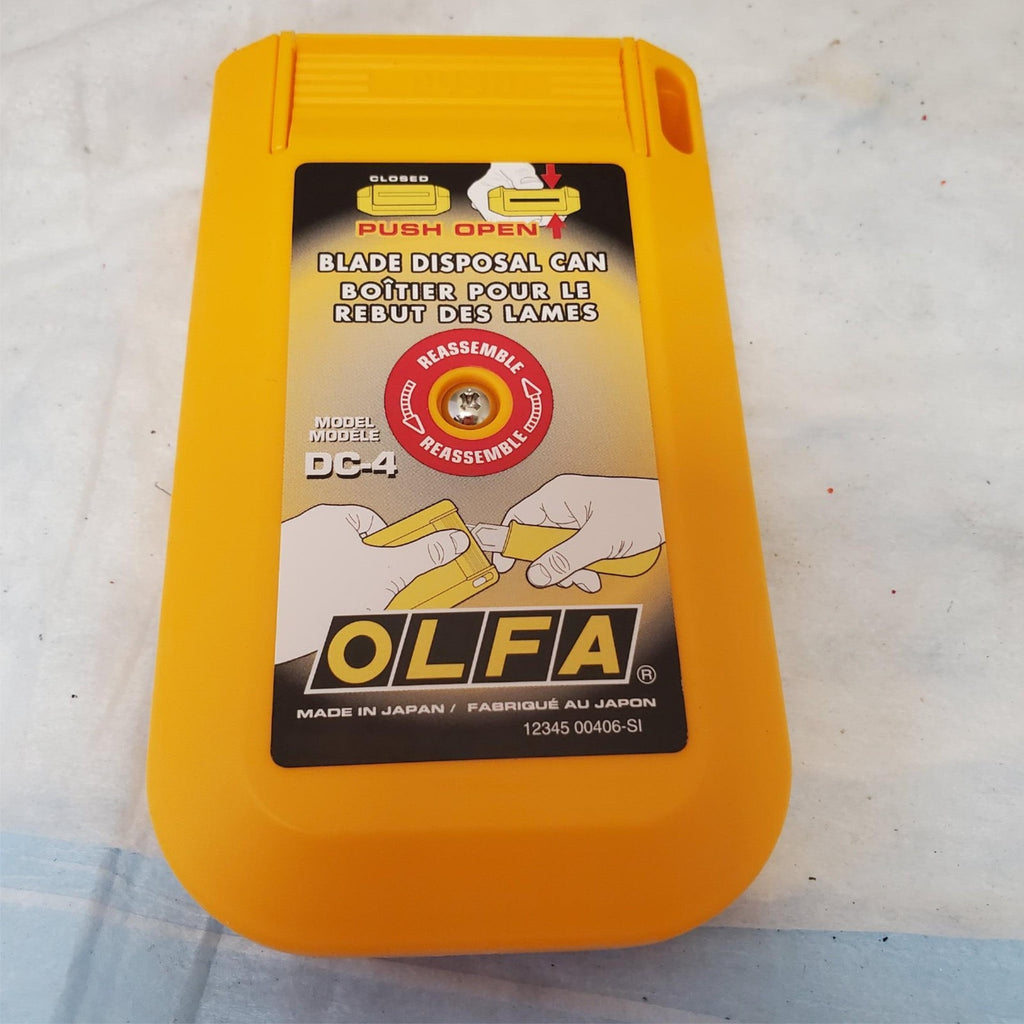 CLOSED
PUSH OPEN
BLADE DISPOSAL CAN
BOÎTIER POUR LE
REBUT DES LAMES
REASSEMBLE
REASSEMBLE
MODEL
MODÈLE
DC-4
OLFA®
MADE IN JAPAN / FABRIQUÉ AU JAPON
12345 00406-SI